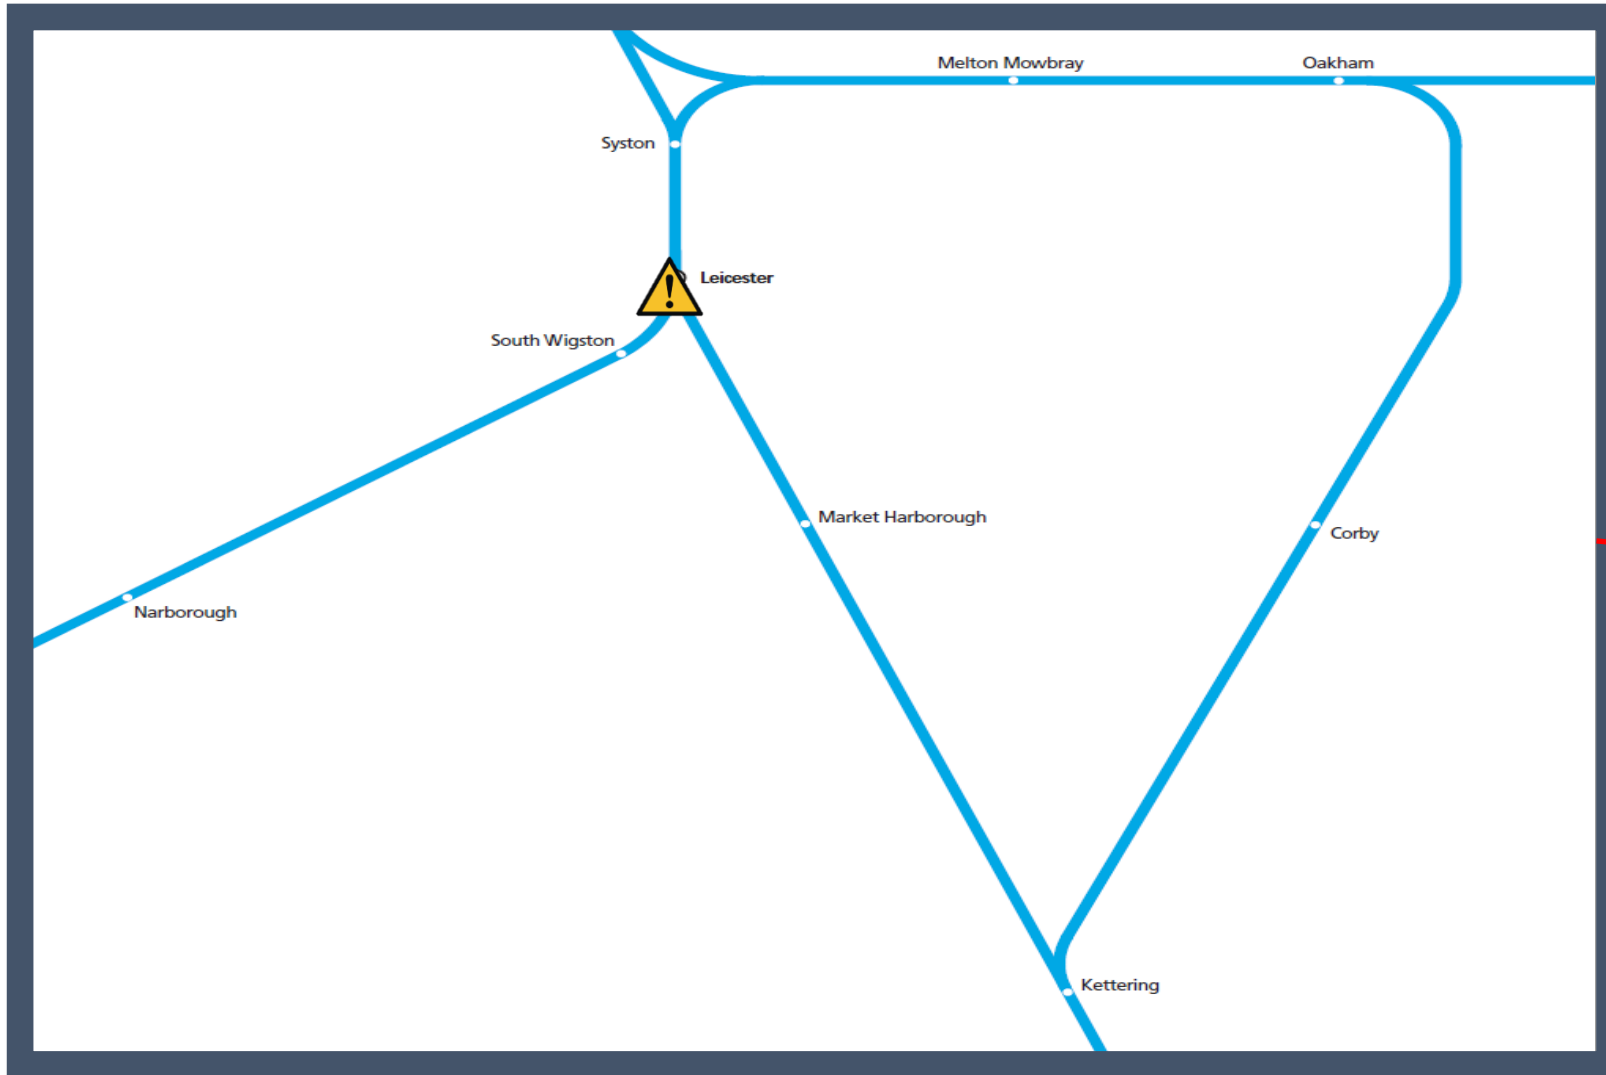 Melton Mowbray
Oakham
Syston
Leicester
South Wigston
Market Harborough
Corby
Narborough
Kettering